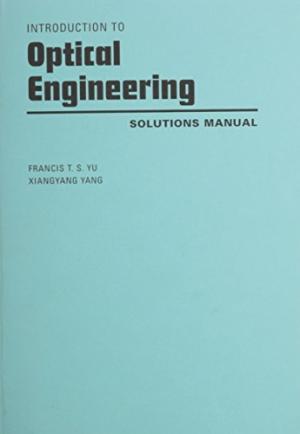 INTRODUCTION TO
Optical
Engineering
SOLUTIONS MANUAL
FRANCIS T. S. YU
XIANGYANG YANG